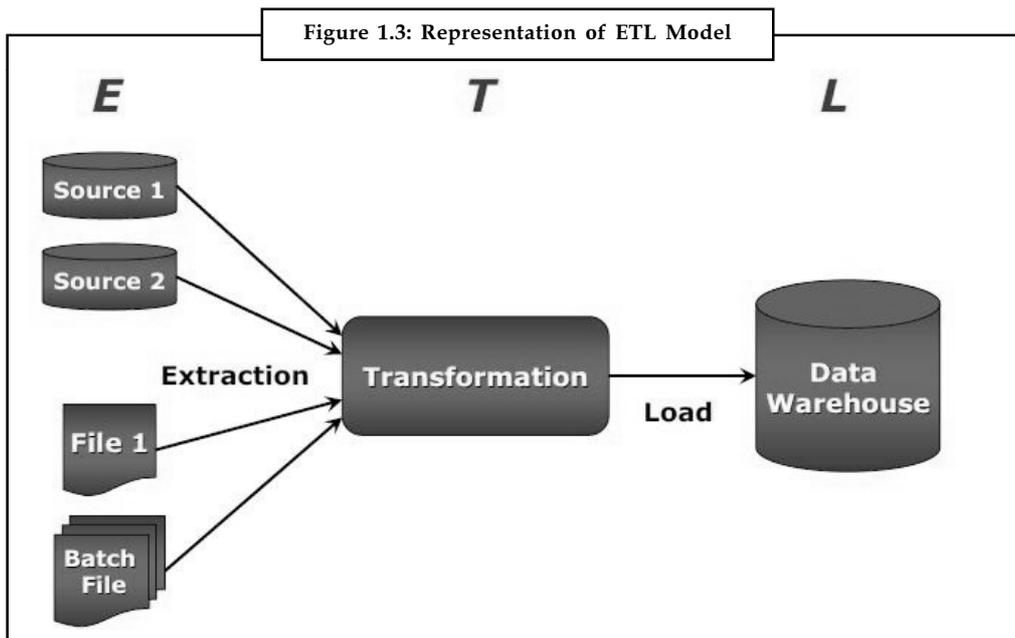 Figure 1.3: Representation of ETL Model
E T L
Source 1
Source 2
Extraction
File 1
Batch
File
Transformation
Load
Data
Warehouse